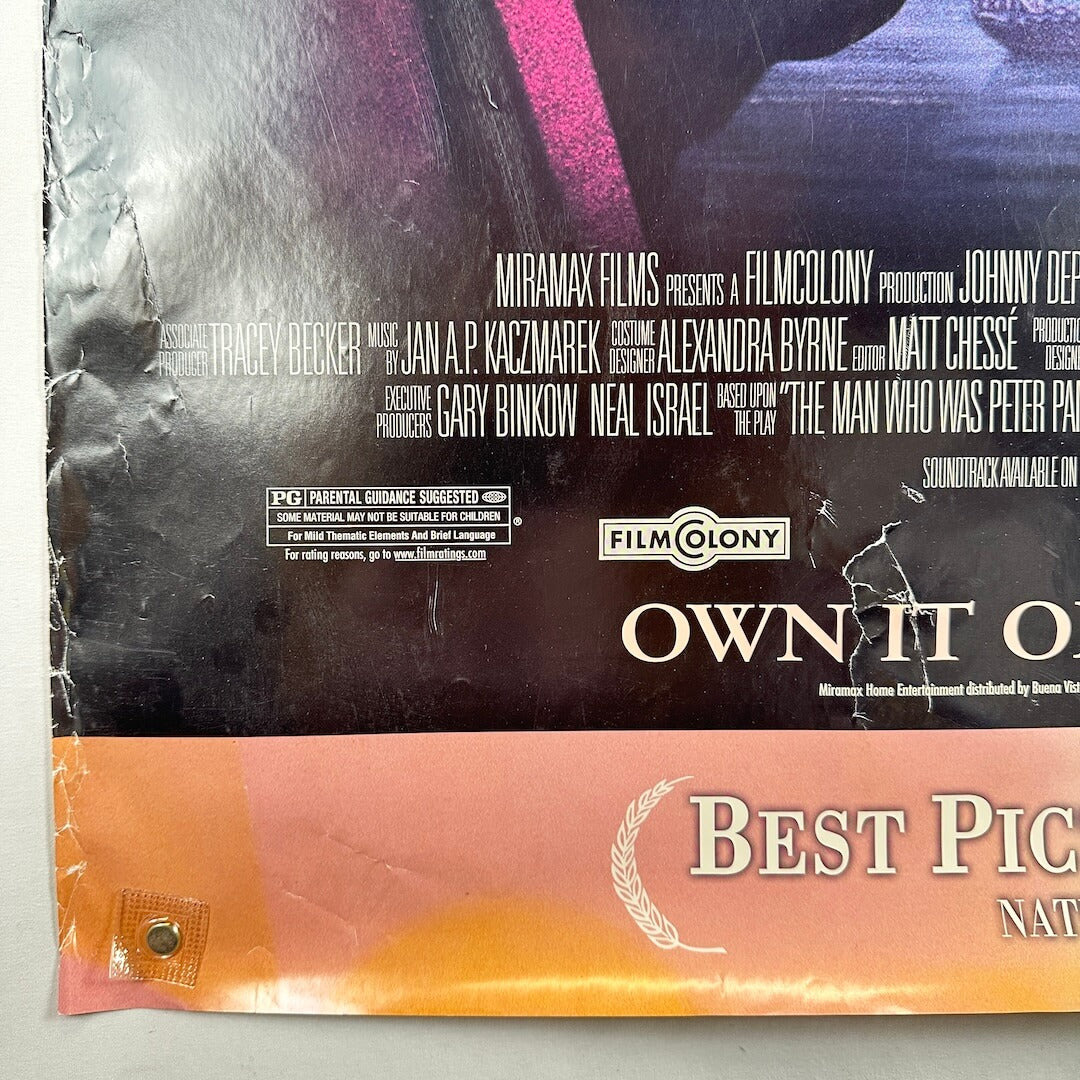 MIRAMAX FILMS PRESENTS A FILMCOLONY PRODUCTION JOHNNY DEP
ASSOCIATE PRODUCER TRACEY BECKER MUSIC BY JAN A.P. KACZMAREK COSTUME DESIGNER ALEXANDRA BYRNE EDITOR MATT CHESSÉ PRODUCTIO DESIGNE
EXECUTIVE PRODUCERS GARY BINKOW NEAL ISRAEL BASED UPON THE PLAY "THE MAN WHO WAS PETER PAN
SOUNDTRACK AVAILABLE ON
PG PARENTAL GUIDANCE SUGGESTED
SOME MATERIAL MAY NOT BE SUITABLE FOR CHILDREN ®
For Mild Thematic Elements And Brief Language
For rating reasons, go to www.filmratings.com
FILMCOLONY
OWN IT O
Miramax Home Entertainment distributed by Buena Vist
BEST PIC
NAT